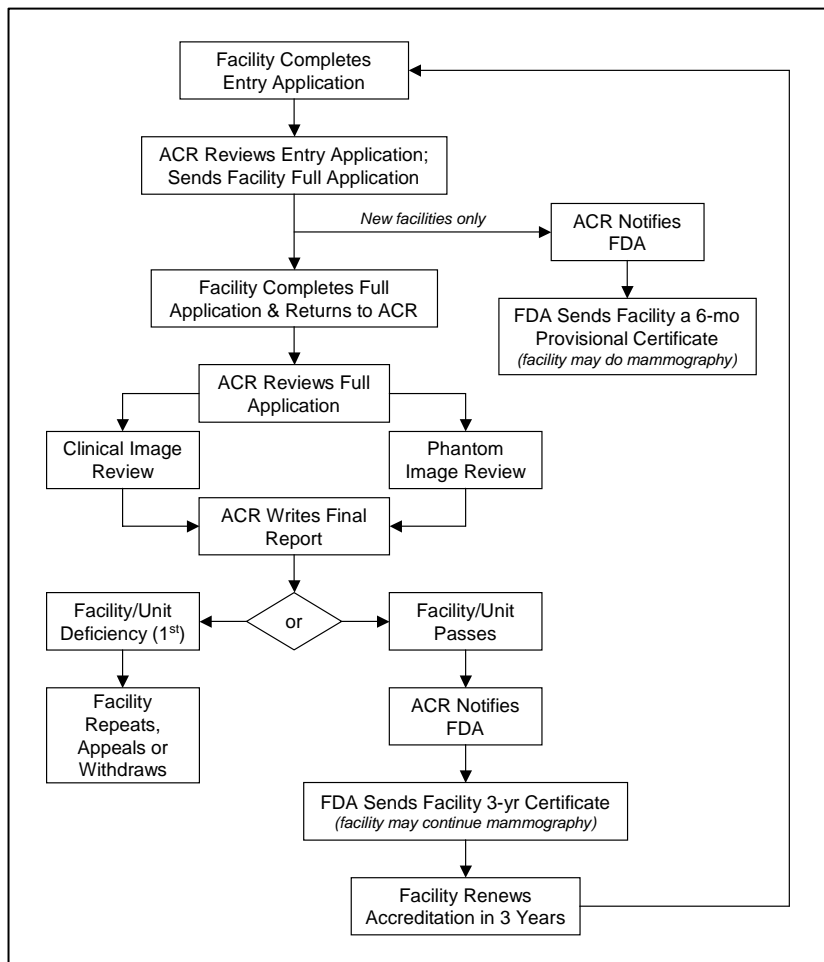 Facility Completes
Entry Application
ACR Reviews Entry Application;
Sends Facility Full Application
New facilities only
ACR Notifies
FDA
Facility Completes Full
Application & Returns to ACR
FDA Sends Facility a 6-mo
Provisional Certificate
(facility may do mammography)
ACR Reviews Full
Application
Clinical Image
Review
Phantom
Image Review
ACR Writes Final
Report
Facility/Unit
Deficiency (1st)
or
Facility/Unit
Passes
Facility
Repeats,
Appeals or
Withdraws
ACR Notifies
FDA
FDA Sends Facility 3-yr Certificate
(facility may continue mammography)
Facility Renews
Accreditation in 3 Years